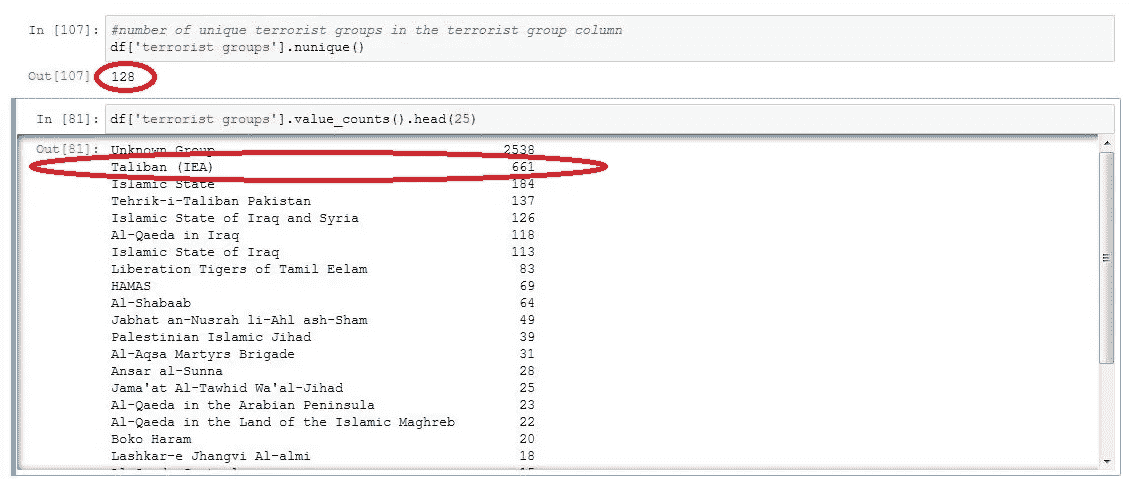 In [107]: #number of unique terrorist groups in the terrorist group column
df['terrorist groups'].nunique()
Out[107] 128
In [81]: df['terrorist groups'].value_counts().head(25)
Out[81]: Unknown Group 2538
Taliban (IEA) 661
Islamic State 184
Tehrik-i-Taliban Pakistan 137
Islamic State of Iraq and Syria 126
Al-Qaeda in Iraq 118
Islamic State of Iraq 113
Liberation Tigers of Tamil Eelam 83
HAMAS 69
Al-Shabaab 64
Jabhat an-Nusrah li-Ahl ash-Sham 49
Palestinian Islamic Jihad 39
Al-Aqsa Martyrs Brigade 31
Ansar al-Sunna 28
Jama'at Al-Tawhid Wa'al-Jihad 25
Al-Qaeda in the Arabian Peninsula 23
Al-Qaeda in the Land of the Islamic Maghreb 22
Boko Haram 20
Lashkar-e Jhangvi Al-almi 18